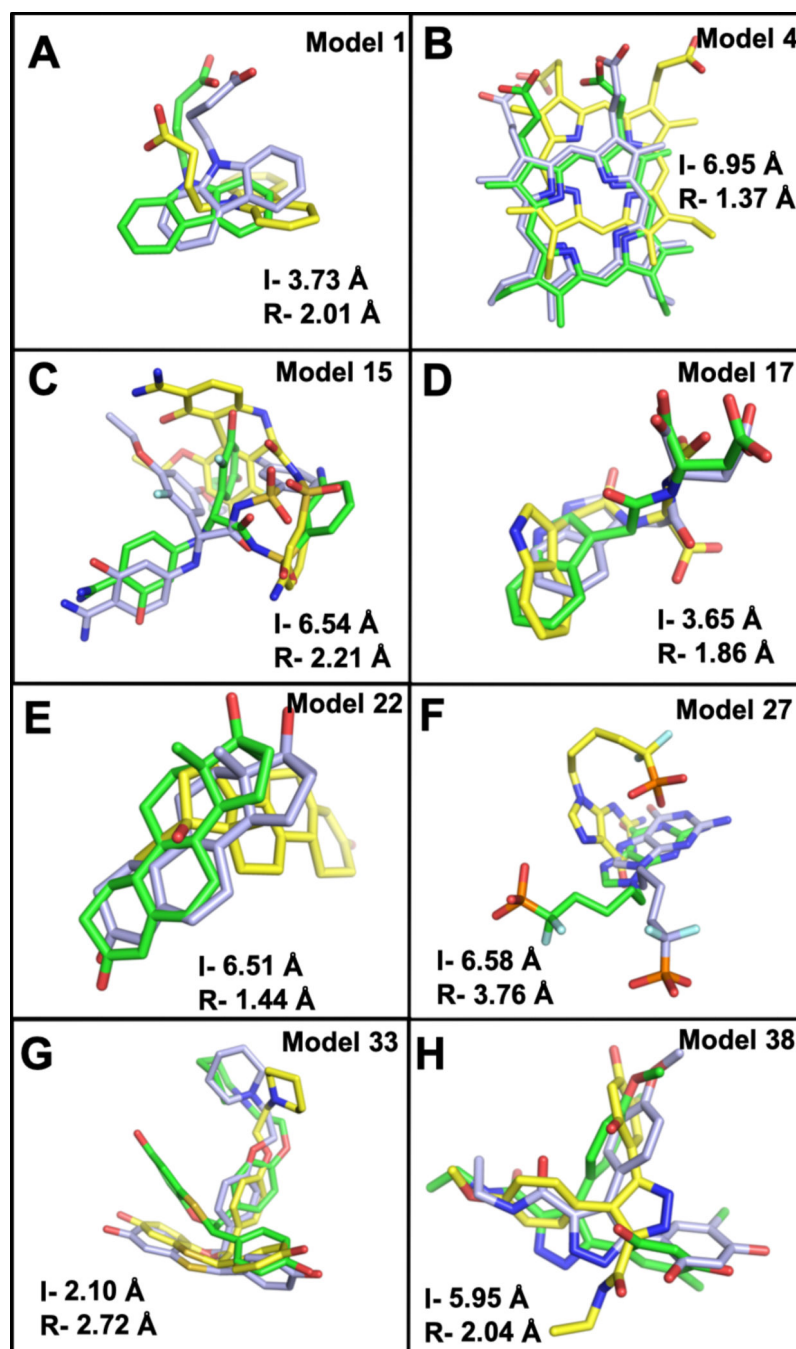 A
Model 1
I- 3.73 Å
R- 2.01 Å
B
Model 4
I- 6.95 Å
R- 1.37 Å
C
Model 15
I- 6.54 Å
R- 2.21 Å
D
Model 17
I- 3.65 Å
R- 1.86 Å
E
Model 22
I- 6.51 Å
R- 1.44 Å
F
Model 27
I- 6.58 Å
R- 3.76 Å
G
Model 33
I- 2.10 Å
R- 2.72 Å
H
Model 38
I- 5.95 Å
R- 2.04 Å